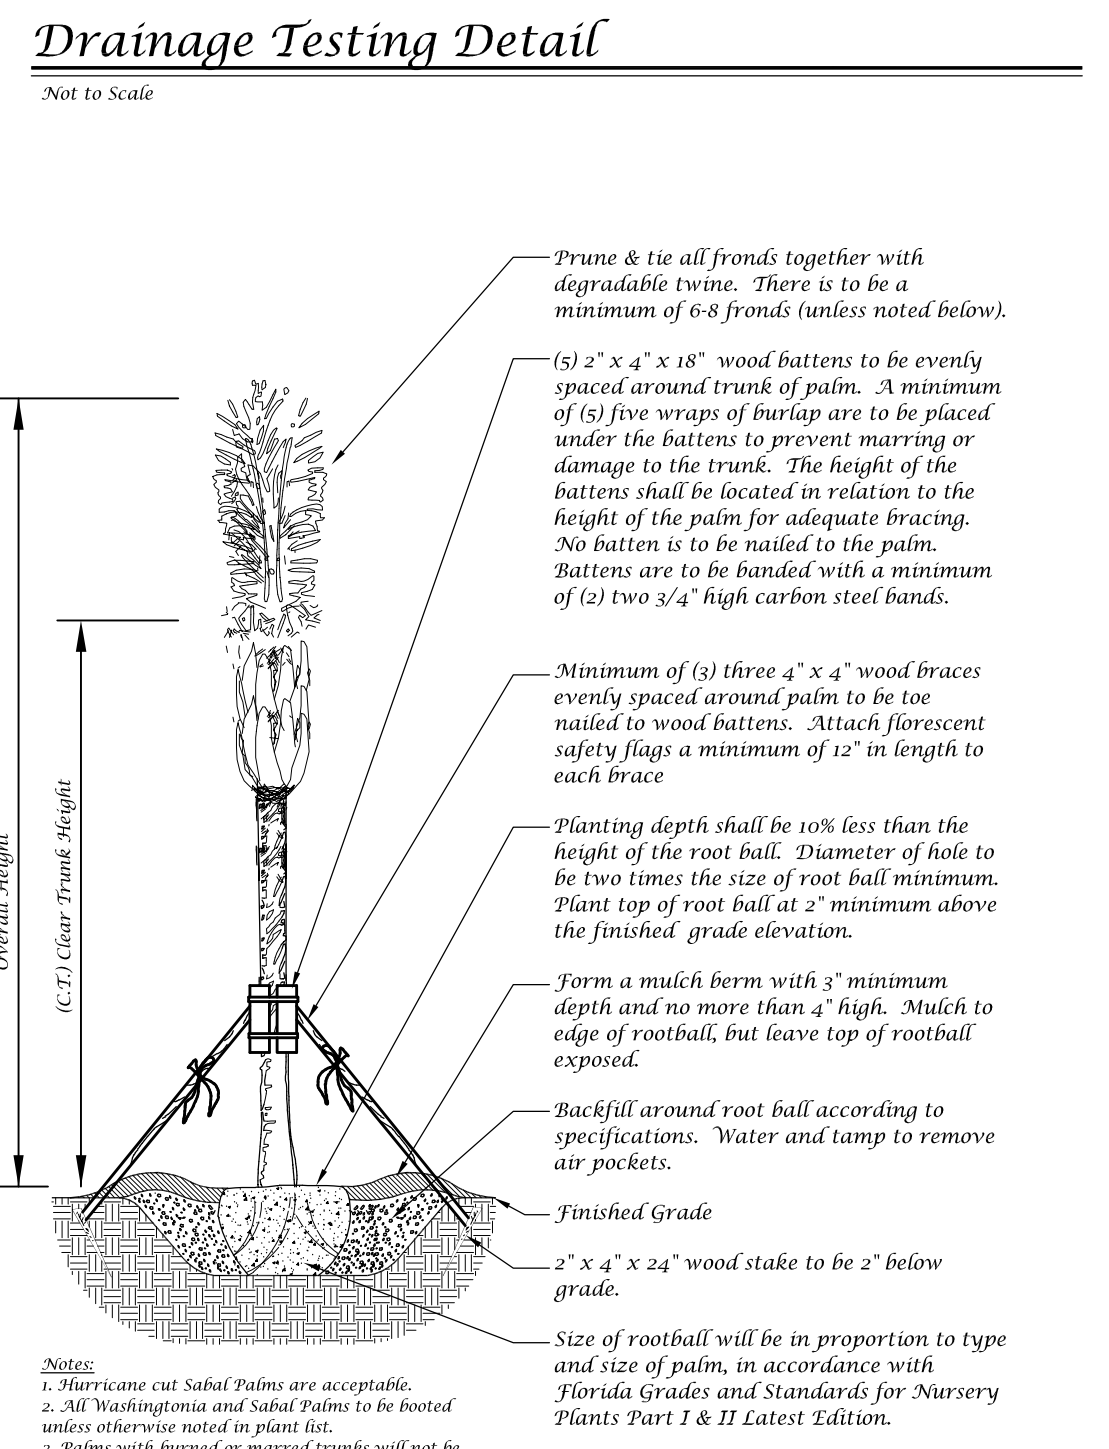 Drainage Testing Detail
Not to Scale
Prune & tie all fronds together with
degradable twine. There is to be a
minimum of 6-8 fronds (unless noted below).
(5) 2" x 4" x 18" wood battens to be evenly
spaced around trunk of palm. A minimum
of (5) five wraps of burlap are to be placed
under the battens to prevent marring or
damage to the trunk. The height of the
battens shall be located in relation to the
height of the palm for adequate bracing.
No batten is to be nailed to the palm.
Battens are to be banded with a minimum
of (2) two 3/4" high carbon steel bands.
Minimum of (3) three 4" x 4" wood braces
evenly spaced around palm to be toe
nailed to wood battens. Attach florescent
safety flags a minimum of 12" in length to
each brace
Planting depth shall be 10% less than the
height of the root ball. Diameter of hole to
be two times the size of root ball minimum.
Plant top of root ball at 2" minimum above
the finished grade elevation.
Form a mulch berm with 3" minimum
depth and no more than 4" high. Mulch to
edge of rootball, but leave top of rootball
exposed.
Backfill around root ball according to
specifications. Water and tamp to remove
air pockets.
Finished Grade
2" x 4" x 24" wood stake to be 2" below
grade.
Size of rootball will be in proportion to type
and size of palm, in accordance with
Florida Grades and Standards for Nursery
Plants Part I & II Latest Edition.
Overall Height
(C.T.) Clear Trunk Height
Notes:
1. Hurricane cut Sabal Palms are acceptable.
2. All Washingtonia and Sabal Palms to be booted
unless otherwise noted in plant list.
3. Palms with burned or marred trunks will not be